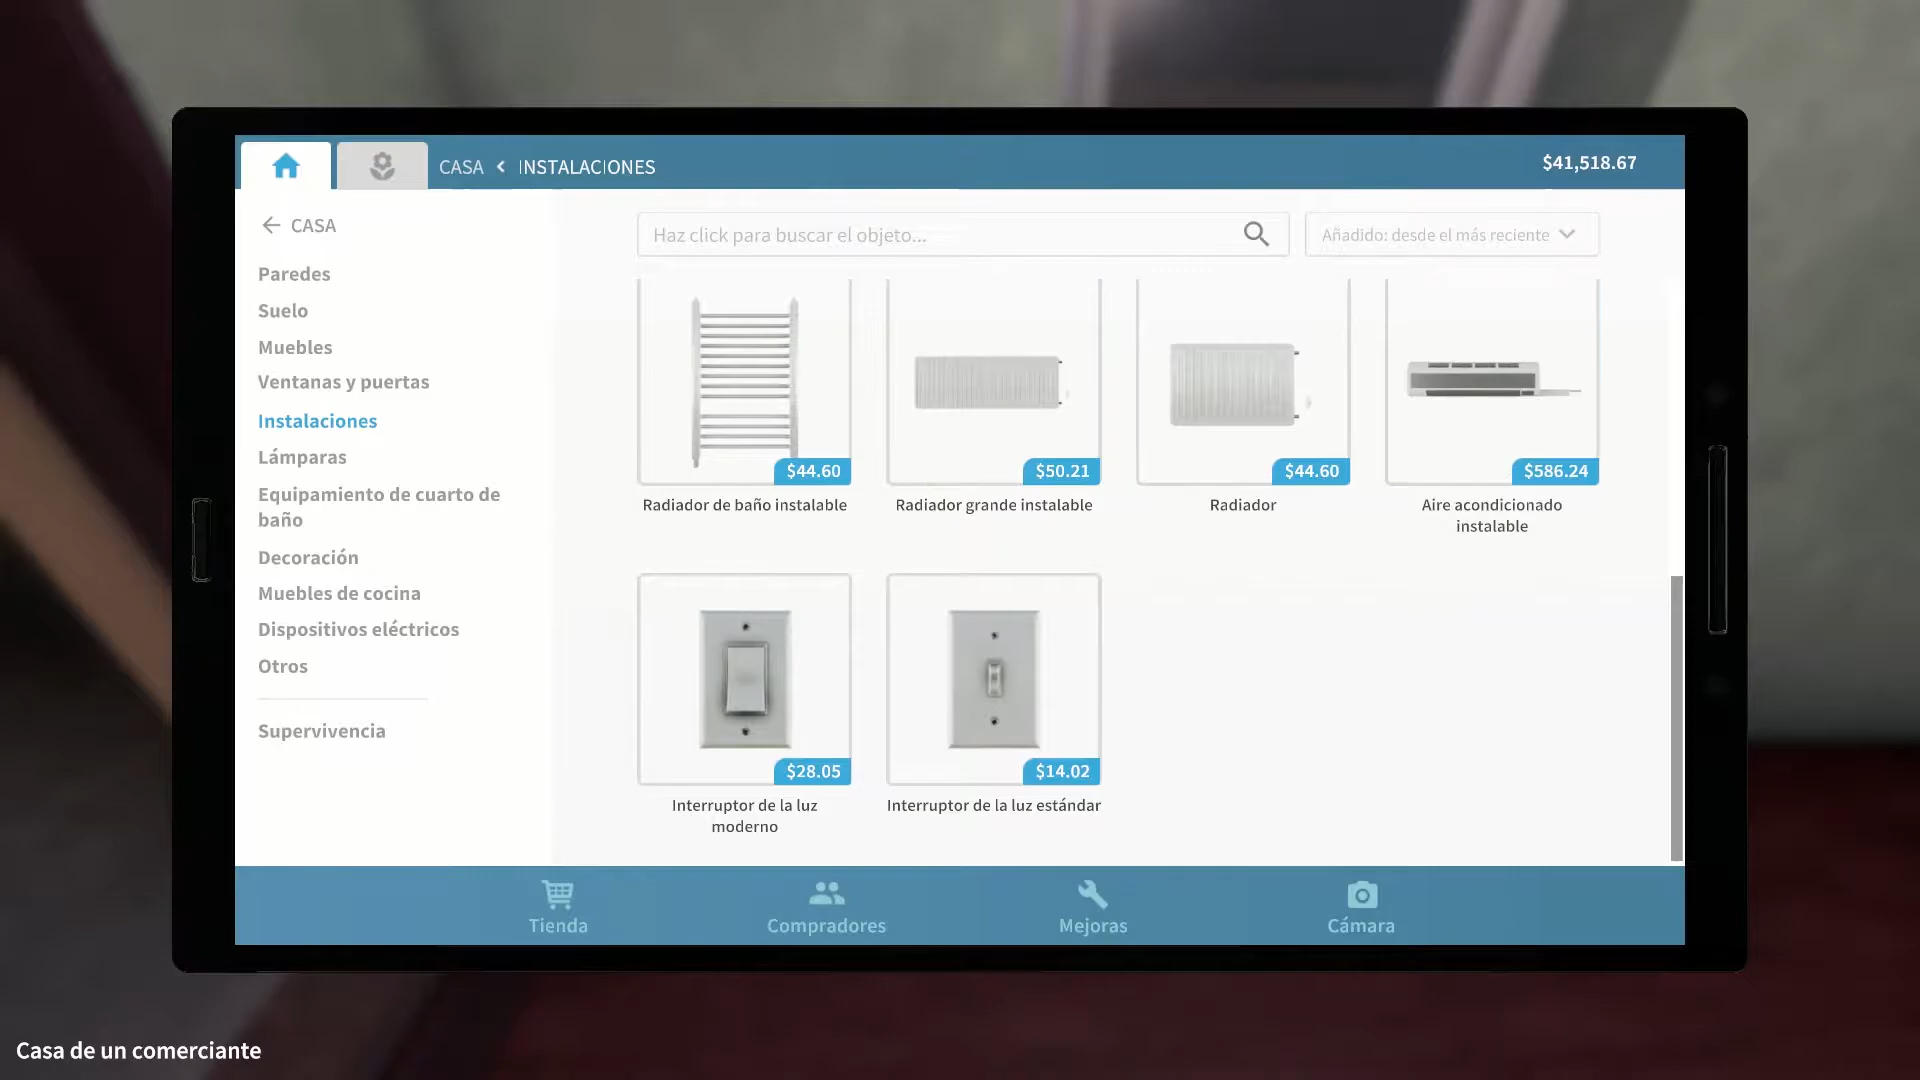 CASA < INSTALACIONES
$41,518.67
← CASA
Haz click para buscar el objeto...
Añadido: desde el más reciente
Paredes
Suelo
Muebles
Ventanas y puertas
Instalaciones
Lámparas
Equipamiento de cuarto de
baño
Decoración
Muebles de cocina
Dispositivos eléctricos
Otros
Supervivencia
$44.60
$50.21
$44.60
$586.24
Radiador de baño instalable
Radiador grande instalable
Radiador
Aire acondicionado
instalable
$28.05
$14.02
Interruptor de la luz
moderno
Interruptor de la luz estándar
Tienda
Compradores
Mejoras
Cámara
Casa de un comerciante